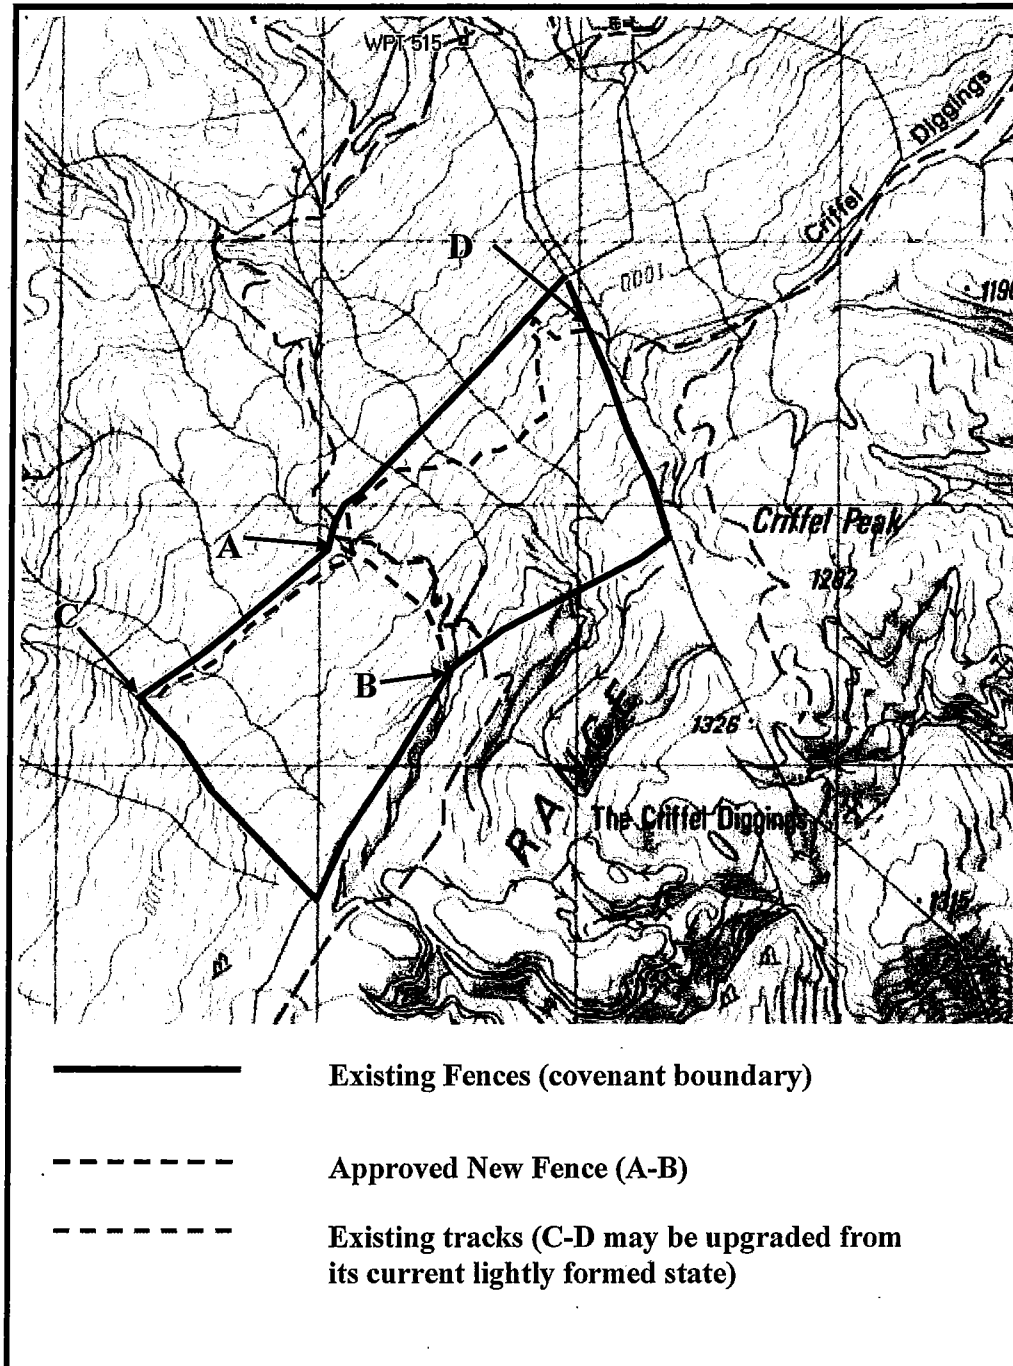 WPT 515
Diggings
Criffel
D
1000
1190
A
Criffel Peak
1282
C
B
1326
RANGE
The Criffel Diggings
1315
Existing Fences (covenant boundary)
Approved New Fence (A-B)
Existing tracks (C-D may be upgraded from
its current lightly formed state)